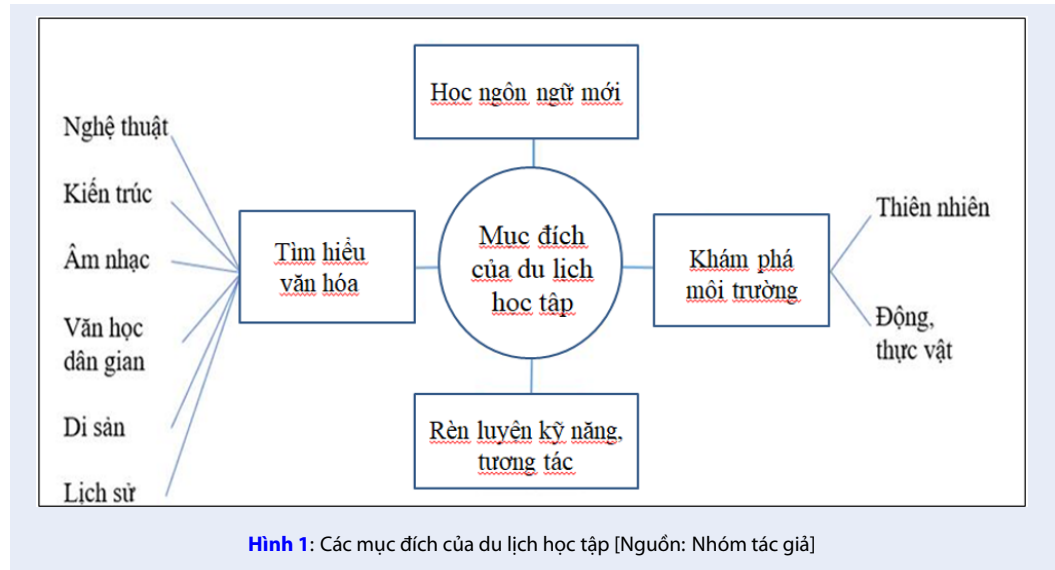 Học ngôn ngữ mới
Nghệ thuật
Kiến trúc
Âm nhạc
Văn học
dân gian
Di sản
Lịch sử
Tìm hiểu
văn hóa
Mục đích
của du lịch
học tập
Khám phá
môi trường
Thiên nhiên
Động,
thực vật
Rèn luyện kỹ năng,
tương tác
Hình 1: Các mục đích của du lịch học tập [Nguồn: Nhóm tác giả]